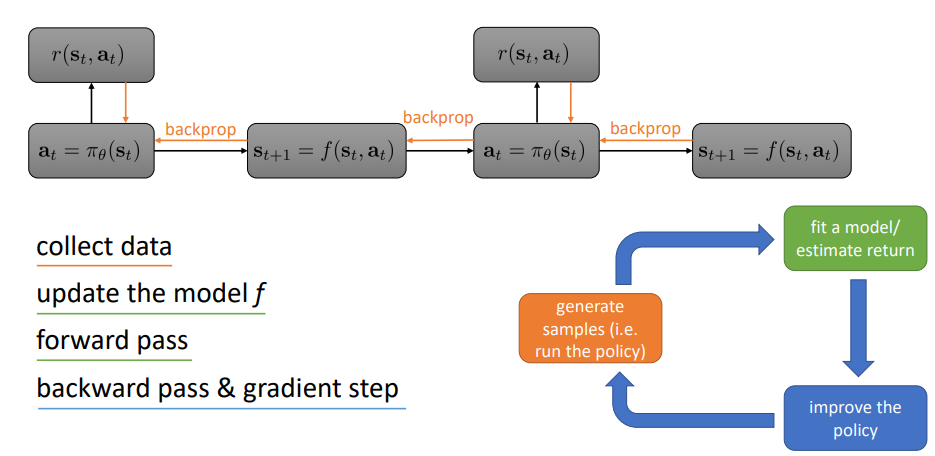 r(s_t, a_t)
r(s_t, a_t)
backprop
backprop
backprop
a_t = π_θ(s_t)
s_{t+1} = f(s_t, a_t)
a_t = π_θ(s_t)
s_{t+1} = f(s_t, a_t)
collect data
update the model f
forward pass
backward pass & gradient step
fit a model/
estimate return
generate
samples (i.e.
run the policy)
improve the
policy